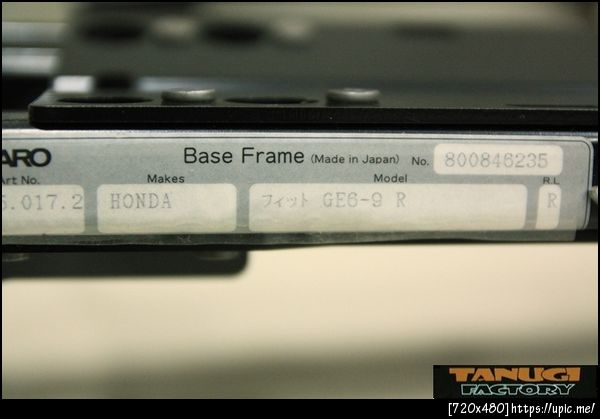 ARO Base Frame (Made in Japan) No. 800846235
Art No. Makes Model R.L
6.017.2 HONDA フィット GE6-9 R R
TANUGI
FACTORY
[720x480]https://upic.me/